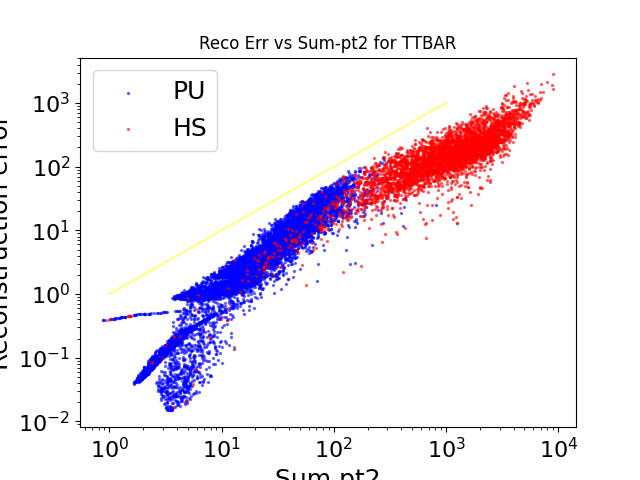 Reco Err vs Sum-pt2 for TTBAR
PU
HS
10³
10²
10¹
10⁰
10⁻¹
10⁻²
Reconstruction error
10⁰ 10¹ 10² 10³ 10⁴
Sum pt2